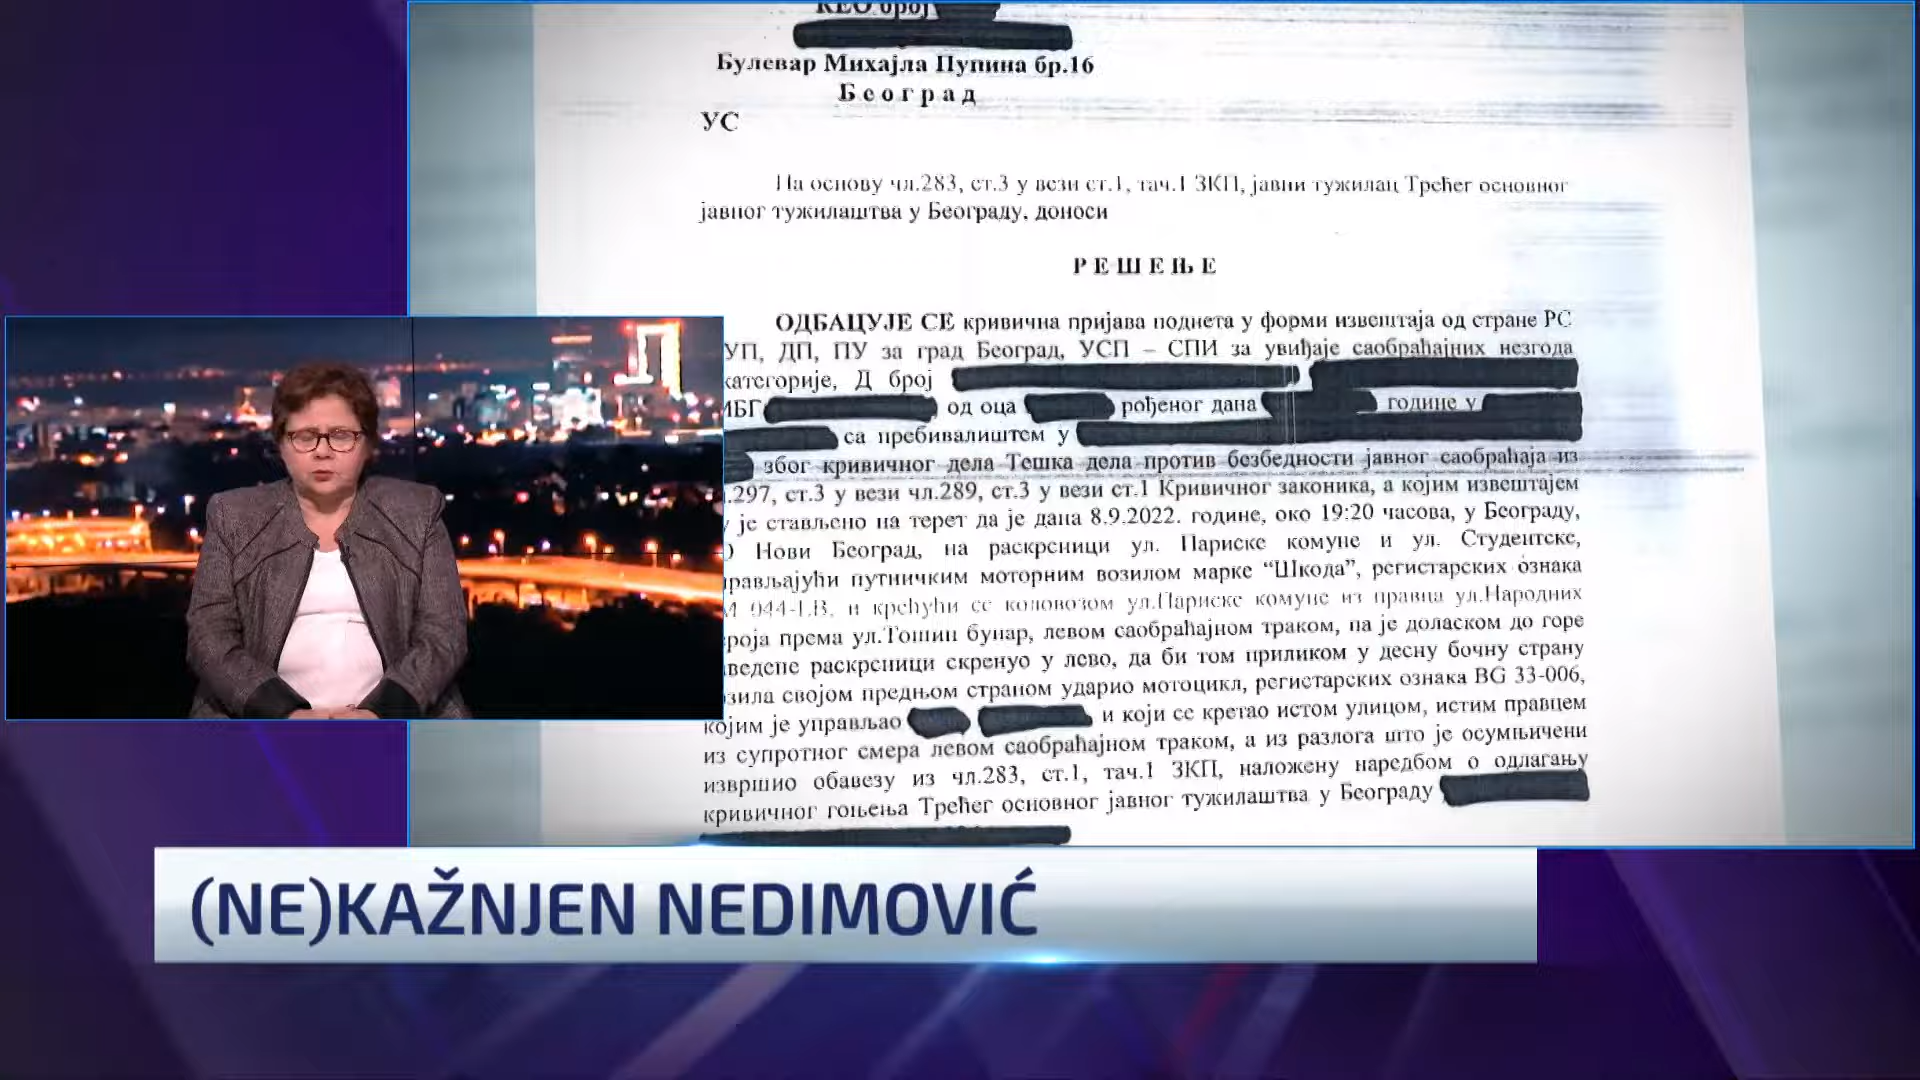 КЕО број
Булевар Михајла Пупина бр.16
Београд
УС
На основу чл.283, ст.3 у вези ст.1, тач.1 ЗКП, јавни тужилац Трећег основног
јавног тужилаштва у Београду, доноси
РЕШЕЊЕ
ОДБАЦУЈЕ СЕ кривична пријава поднета у форми извештаја од стране РС
УП, ДП, ПУ за град Београд, УСП – СПИ за увиђаје саобраћајних незгода
категорије, Д број
МБГ од оца рођеног дана године у
са пребивалиштем у
због кривичног дела Тешка дела против безбедности јавног саобраћаја из
.297, ст.3 у вези чл.289, ст.3 у вези ст.1 Кривичног законика, а којим извештајем
у је стављено на терет да је дана 8.9.2022. године, око 19:20 часова, у Београду,
О Нови Београд, на раскрсници ул. Париске комуне и ул. Студентске,
рављајући путничким моторним возилом марке “Шкода”, регистарских ознака
М 044-LB, и крећући се коловозом ул.Париске комуне из правца ул.Народних
роја према ул.Тошин бунар, левом саобраћајном траком, па је доласком до горе
ведене раскрсници скренуо у лево, да би том приликом у десну бочну страну
зила својом предњом страном ударио мотоцикл, регистарских ознака BG 33-006,
којим је управљао и који се кретао истом улицом, истим правцем
из супротног смера левом саобраћајном траком, а из разлога што је осумњичени
извршио обавезу из чл.283, ст.1, тач.1 ЗКП, наложену наредбом о одлагању
кривичног гоњења Трећег основног јавног тужилаштва у Београду
(NE)KAŽNJEN NEDIMOVIĆ